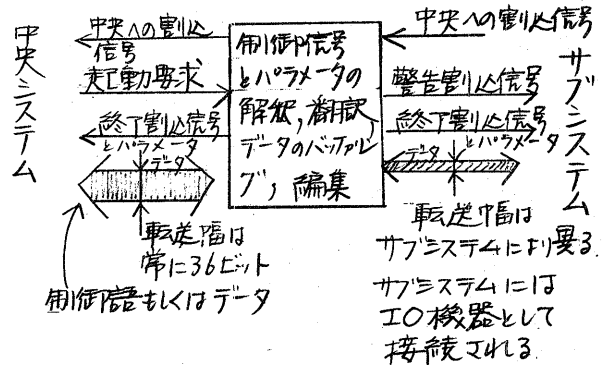 中央システム
中央への割込
信号
起動要求
終了割込信号
とパラメータ
データ
転送幅は
常に36ビット
制御語もしくはデータ
制御信号
とパラメータの
解釈,翻訳,
データのバッファリン
グ,編集
中央への割込信号
警告割込信号
終了割込信号
とパラメータ
データ
サブシステム
転送巾は
サブシステムにより異る.
サブシステムには
IO機器として
接続される